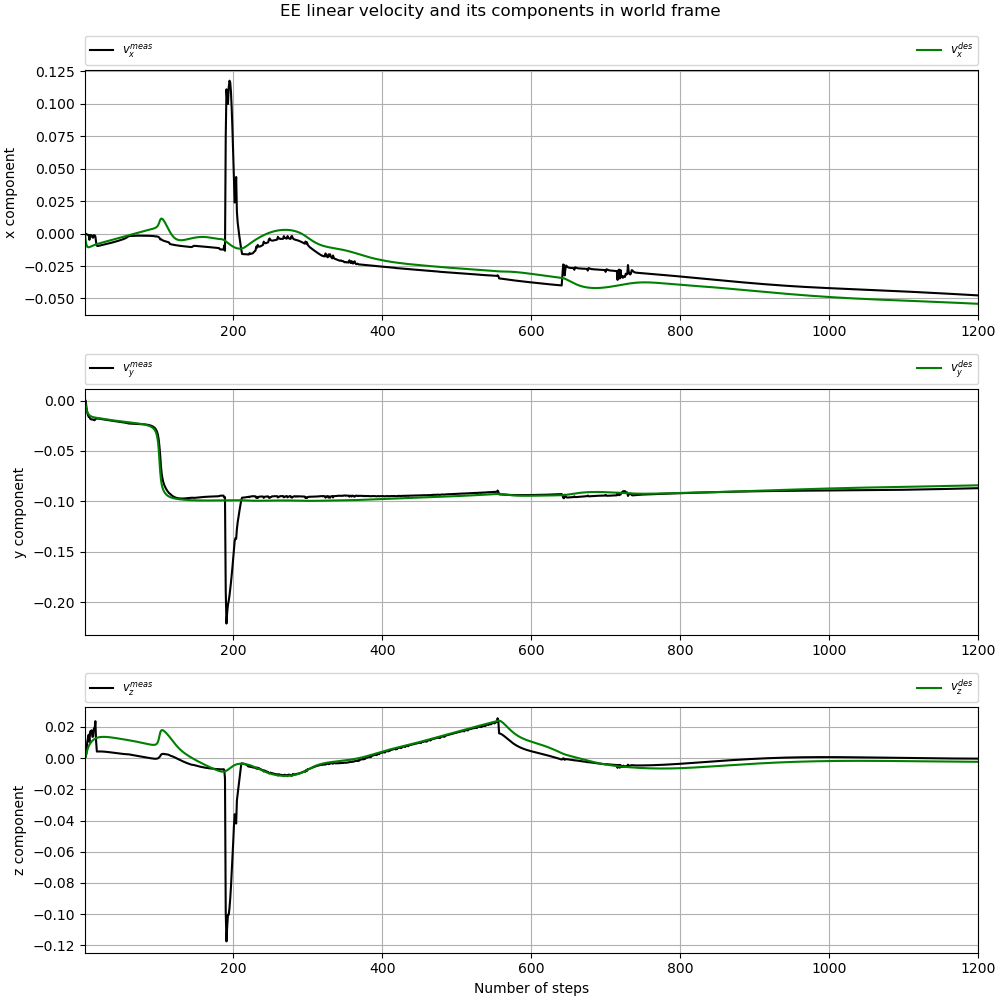 EE linear velocity and its components in world frame
v_x^{meas} v_x^{des}
0.125
0.100
0.075
0.050
0.025
0.000
−0.025
−0.050
x component
200 400 600 800 1000 1200
v_y^{meas} v_y^{des}
0.00
−0.05
−0.10
−0.15
−0.20
y component
200 400 600 800 1000 1200
v_z^{meas} v_z^{des}
0.02
0.00
−0.02
−0.04
−0.06
−0.08
−0.10
−0.12
z component
200 400 600 800 1000 1200
Number of steps